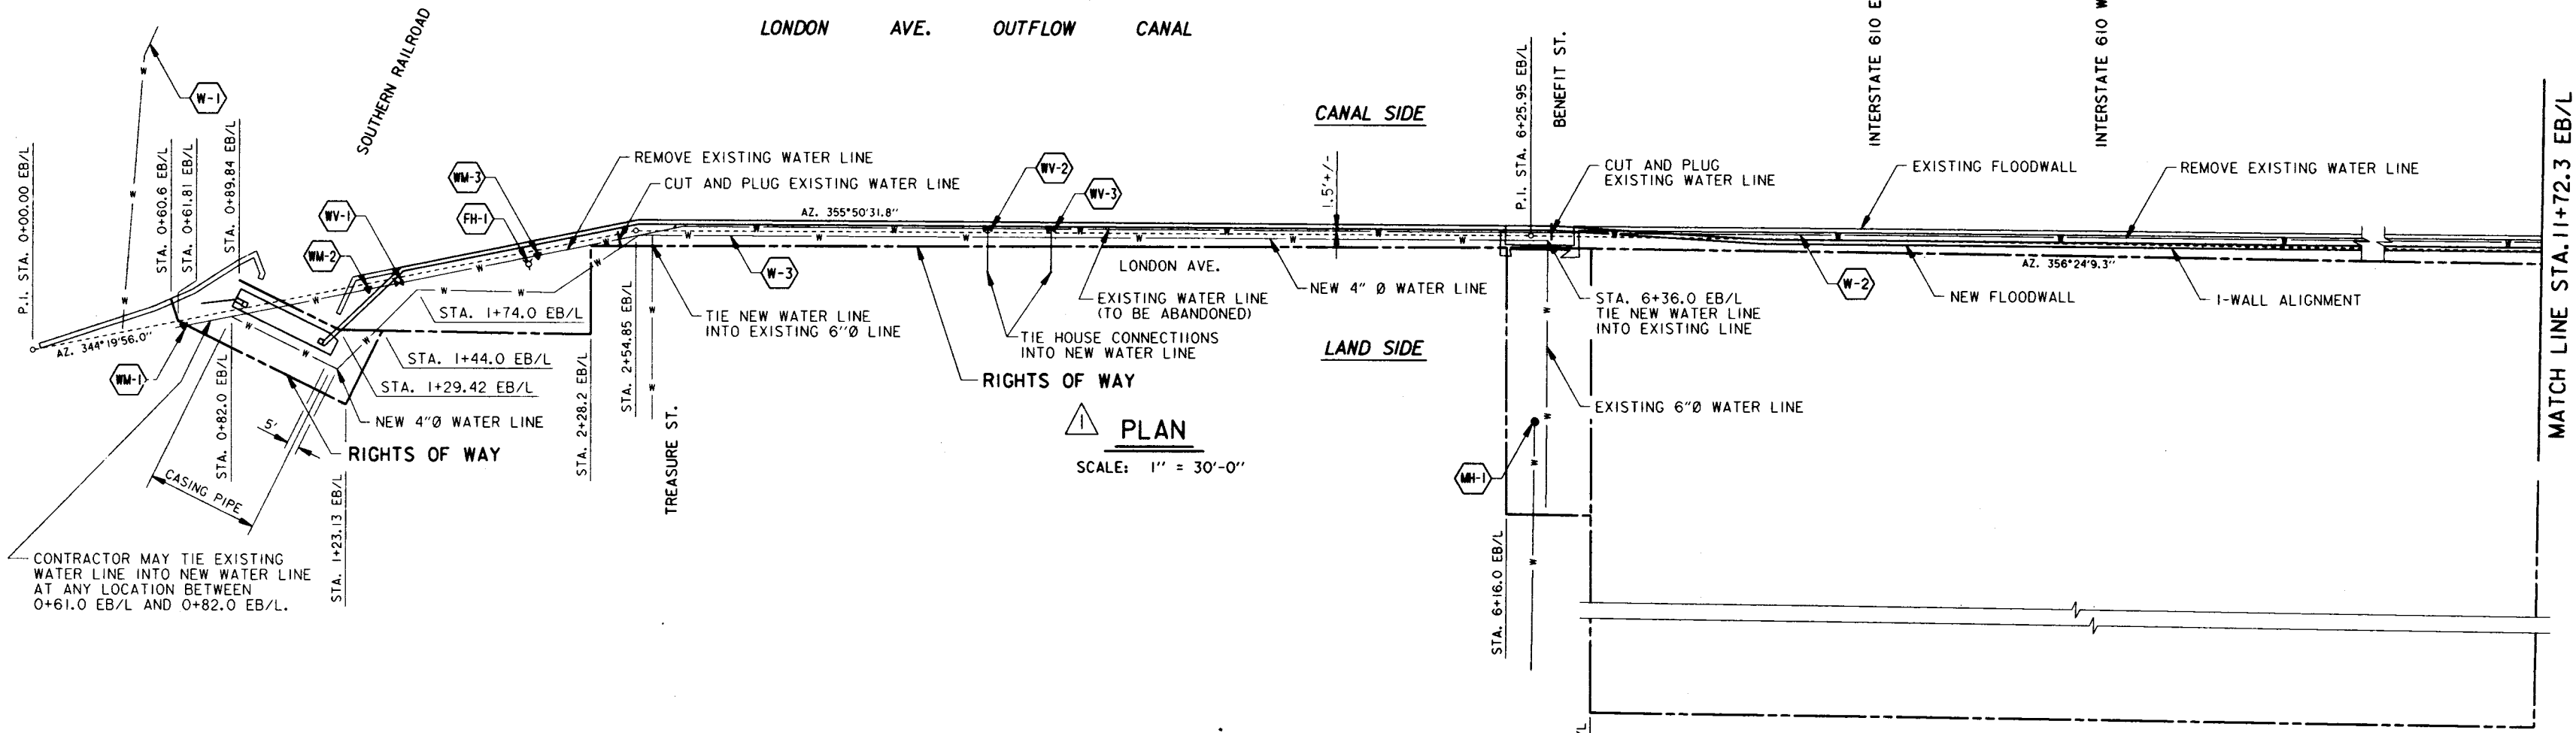 LONDON AVE. OUTFLOW CANAL
SOUTHERN RAILROAD
W-1
P.I. STA. 0+00.00 EB/L
STA. 0+60.6 EB/L
STA. 0+61.81 EB/L
STA. 0+89.84 EB/L
AZ. 344°19'56.0"
WM-1
WM-2
WV-1
FH-1
WM-3
REMOVE EXISTING WATER LINE
CUT AND PLUG EXISTING WATER LINE
AZ. 355°50'31.8"
WV-2
WV-3
CANAL SIDE
1.5'+/-
P.I. STA. 6+25.95 EB/L
BENEFIT ST.
CUT AND PLUG
EXISTING WATER LINE
INTERSTATE 610 E
INTERSTATE 610 W
EXISTING FLOODWALL
REMOVE EXISTING WATER LINE
MATCH LINE STA.11+72.3 EB/L
STA. 1+74.0 EB/L
STA. 1+44.0 EB/L
STA. 1+29.42 EB/L
NEW 4"Ø WATER LINE
RIGHTS OF WAY
5'
CASING PIPE
STA. 0+82.0 EB/L
STA. 1+23.13 EB/L
CONTRACTOR MAY TIE EXISTING
WATER LINE INTO NEW WATER LINE
AT ANY LOCATION BETWEEN
0+61.0 EB/L AND 0+82.0 EB/L.
STA. 2+28.2 EB/L
STA. 2+54.85 EB/L
TREASURE ST.
TIE NEW WATER LINE
INTO EXISTING 6"Ø LINE
W-3
TIE HOUSE CONNECTIIONS
INTO NEW WATER LINE
RIGHTS OF WAY
LONDON AVE.
EXISTING WATER LINE
(TO BE ABANDONED)
NEW 4" Ø WATER LINE
LAND SIDE
1
PLAN
SCALE: 1" = 30'-0"
STA. 6+36.0 EB/L
TIE NEW WATER LINE
INTO EXISTING LINE
EXISTING 6"Ø WATER LINE
MH-1
STA. 6+16.0 EB/L
W-2
NEW FLOODWALL
AZ. 356°24'9.3"
I-WALL ALIGNMENT